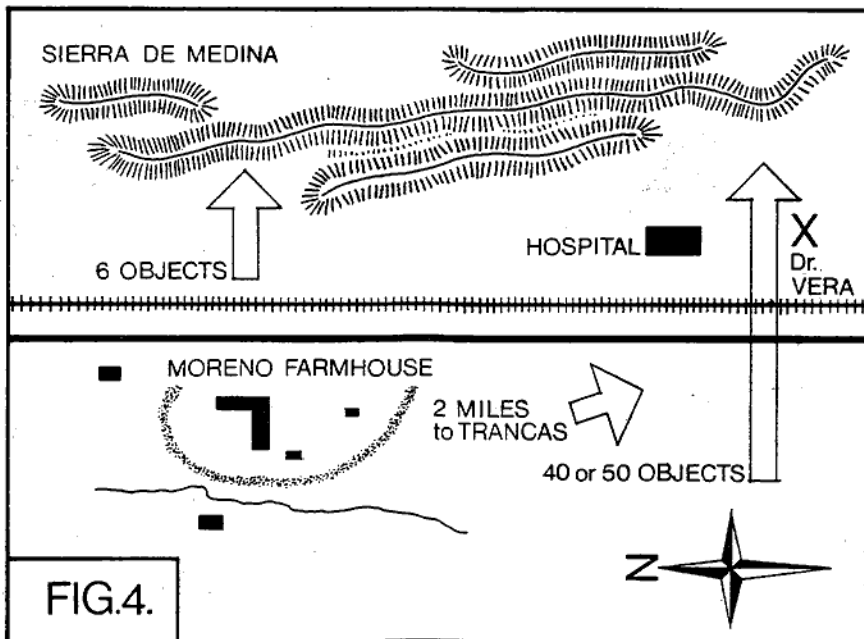 SIERRA DE MEDINA
6 OBJECTS
HOSPITAL
X
Dr.
VERA
MORENO FARMHOUSE
2 MILES
to TRANCAS
40 or 50 OBJECTS
N
FIG.4.